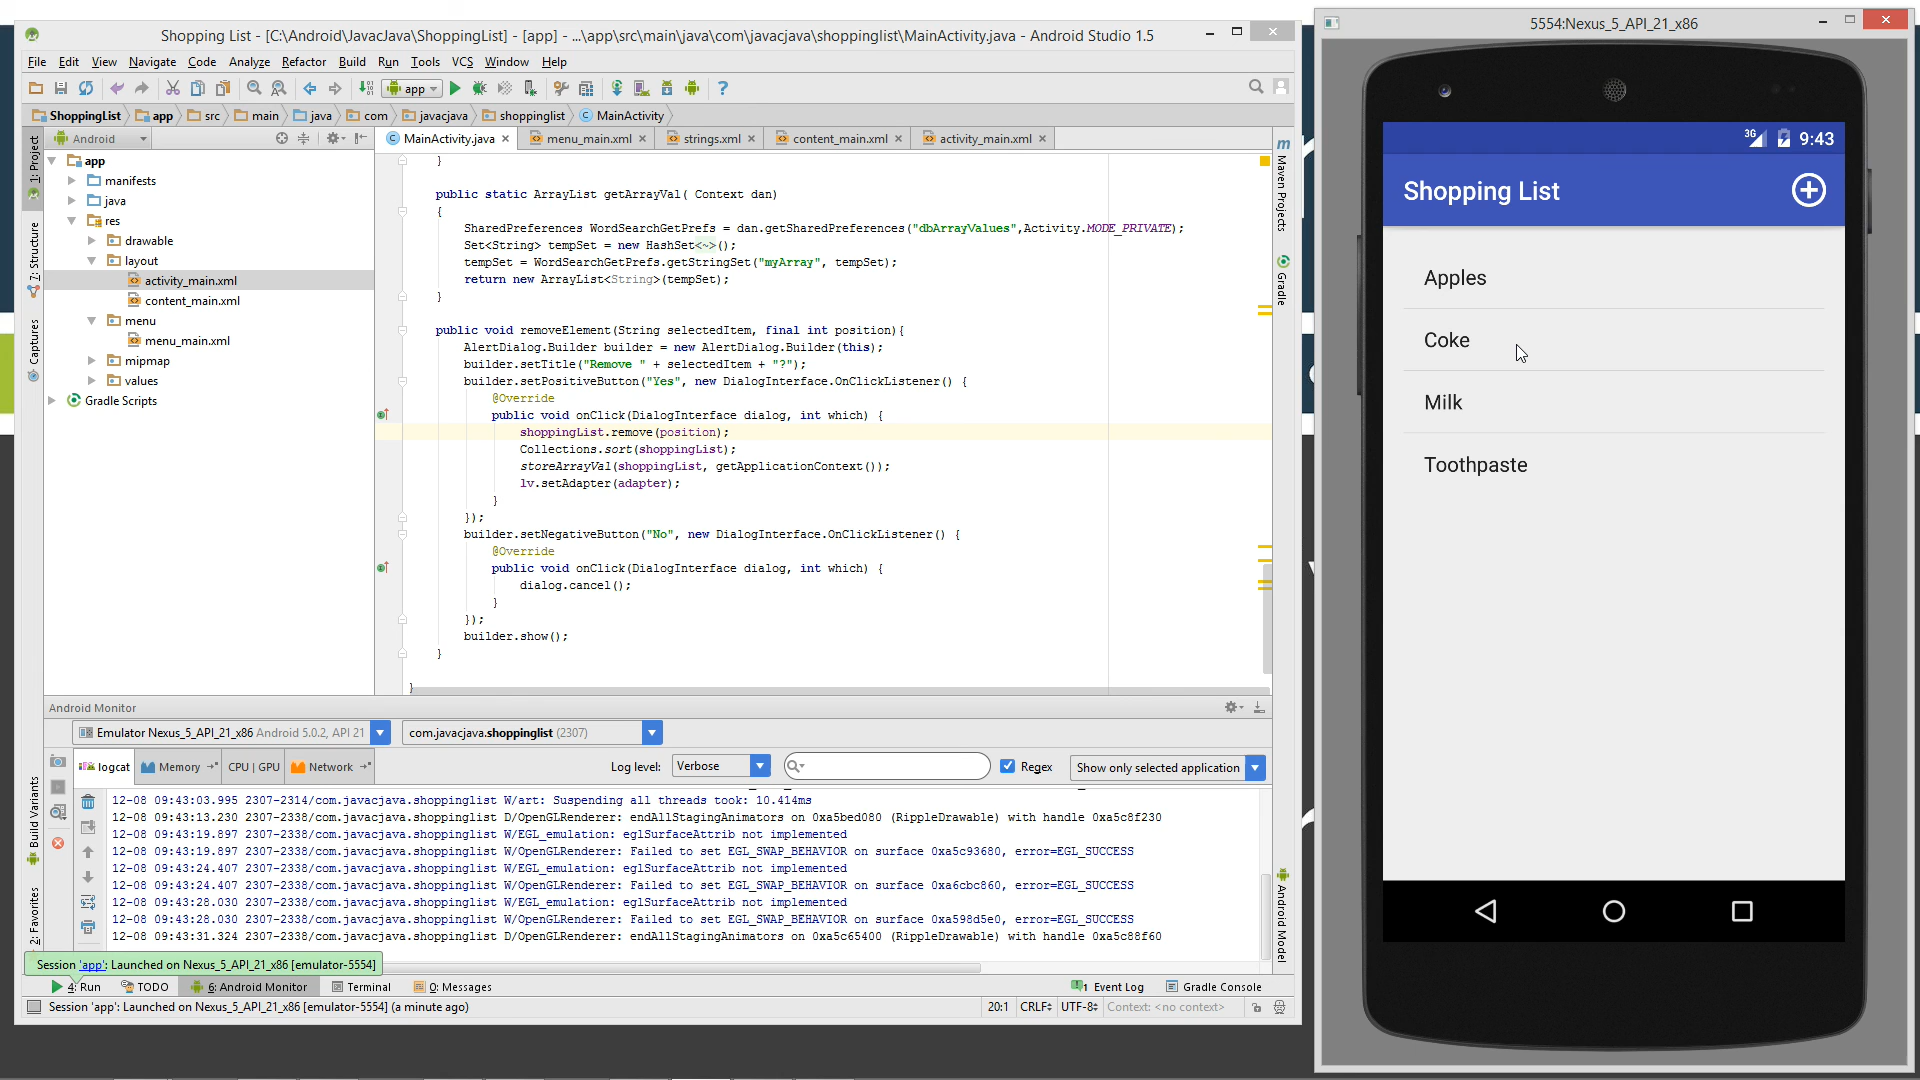 Shopping List - [C:\Android\JavacJava\ShoppingList] - [app] - ...\app\src\main\java\com\javacjava\shoppinglist\MainActivity.java - Android Studio 1.5
File Edit View Navigate Code Analyze Refactor Build Run Tools VCS Window Help
app
ShoppingList app src main java com javacjava shoppinglist MainActivity
Android
MainActivity.java menu_main.xml strings.xml content_main.xml activity_main.xml
1: Project
7: Structure
Captures
Build Variants
2: Favorites
app
manifests
java
res
drawable
layout
activity_main.xml
content_main.xml
menu
menu_main.xml
mipmap
values
Gradle Scripts
}
public static ArrayList getArrayVal( Context dan)
{
SharedPreferences WordSearchGetPrefs = dan.getSharedPreferences("dbArrayValues",Activity.MODE_PRIVATE);
Set<String> tempSet = new HashSet<~>();
tempSet = WordSearchGetPrefs.getStringSet("myArray", tempSet);
return new ArrayList<String>(tempSet);
}
public void removeElement(String selectedItem, final int position){
AlertDialog.Builder builder = new AlertDialog.Builder(this);
builder.setTitle("Remove " + selectedItem + "?");
builder.setPositiveButton("Yes", new DialogInterface.OnClickListener() {
@Override
public void onClick(DialogInterface dialog, int which) {
shoppingList.remove(position);
Collections.sort(shoppingList);
storeArrayVal(shoppingList, getApplicationContext());
lv.setAdapter(adapter);
}
});
builder.setNegativeButton("No", new DialogInterface.OnClickListener() {
@Override
public void onClick(DialogInterface dialog, int which) {
dialog.cancel();
}
});
builder.show();
}
}
m Maven Projects
Gradle
Android Model
Android Monitor
Emulator Nexus_5_API_21_x86 Android 5.0.2, API 21
com.javacjava.shoppinglist (2307)
logcat Memory CPU | GPU Network
Log level: Verbose
Regex
Show only selected application
12-08 09:43:03.995 2307-2314/com.javacjava.shoppinglist W/art: Suspending all threads took: 10.414ms
12-08 09:43:13.230 2307-2338/com.javacjava.shoppinglist D/OpenGLRenderer: endAllStagingAnimators on 0xa5bed080 (RippleDrawable) with handle 0xa5c8f230
12-08 09:43:19.897 2307-2338/com.javacjava.shoppinglist W/EGL_emulation: eglSurfaceAttrib not implemented
12-08 09:43:19.897 2307-2338/com.javacjava.shoppinglist W/OpenGLRenderer: Failed to set EGL_SWAP_BEHAVIOR on surface 0xa5c93680, error=EGL_SUCCESS
12-08 09:43:24.407 2307-2338/com.javacjava.shoppinglist W/EGL_emulation: eglSurfaceAttrib not implemented
12-08 09:43:24.407 2307-2338/com.javacjava.shoppinglist W/OpenGLRenderer: Failed to set EGL_SWAP_BEHAVIOR on surface 0xa6cbc860, error=EGL_SUCCESS
12-08 09:43:28.030 2307-2338/com.javacjava.shoppinglist W/EGL_emulation: eglSurfaceAttrib not implemented
12-08 09:43:28.030 2307-2338/com.javacjava.shoppinglist W/OpenGLRenderer: Failed to set EGL_SWAP_BEHAVIOR on surface 0xa598d5e0, error=EGL_SUCCESS
12-08 09:43:31.324 2307-2338/com.javacjava.shoppinglist D/OpenGLRenderer: endAllStagingAnimators on 0xa5c65400 (RippleDrawable) with handle 0xa5c88f60
Session 'app': Launched on Nexus_5_API_21_x86 [emulator-5554]
4: Run TODO 6: Android Monitor Terminal 0: Messages 1 Event Log Gradle Console
Session 'app': Launched on Nexus_5_API_21_x86 [emulator-5554] (a minute ago) 20:1 CRLF UTF-8 Context: <no context>
5554:Nexus_5_API_21_x86
3G 9:43
Shopping List
Apples
Coke
Milk
Toothpaste